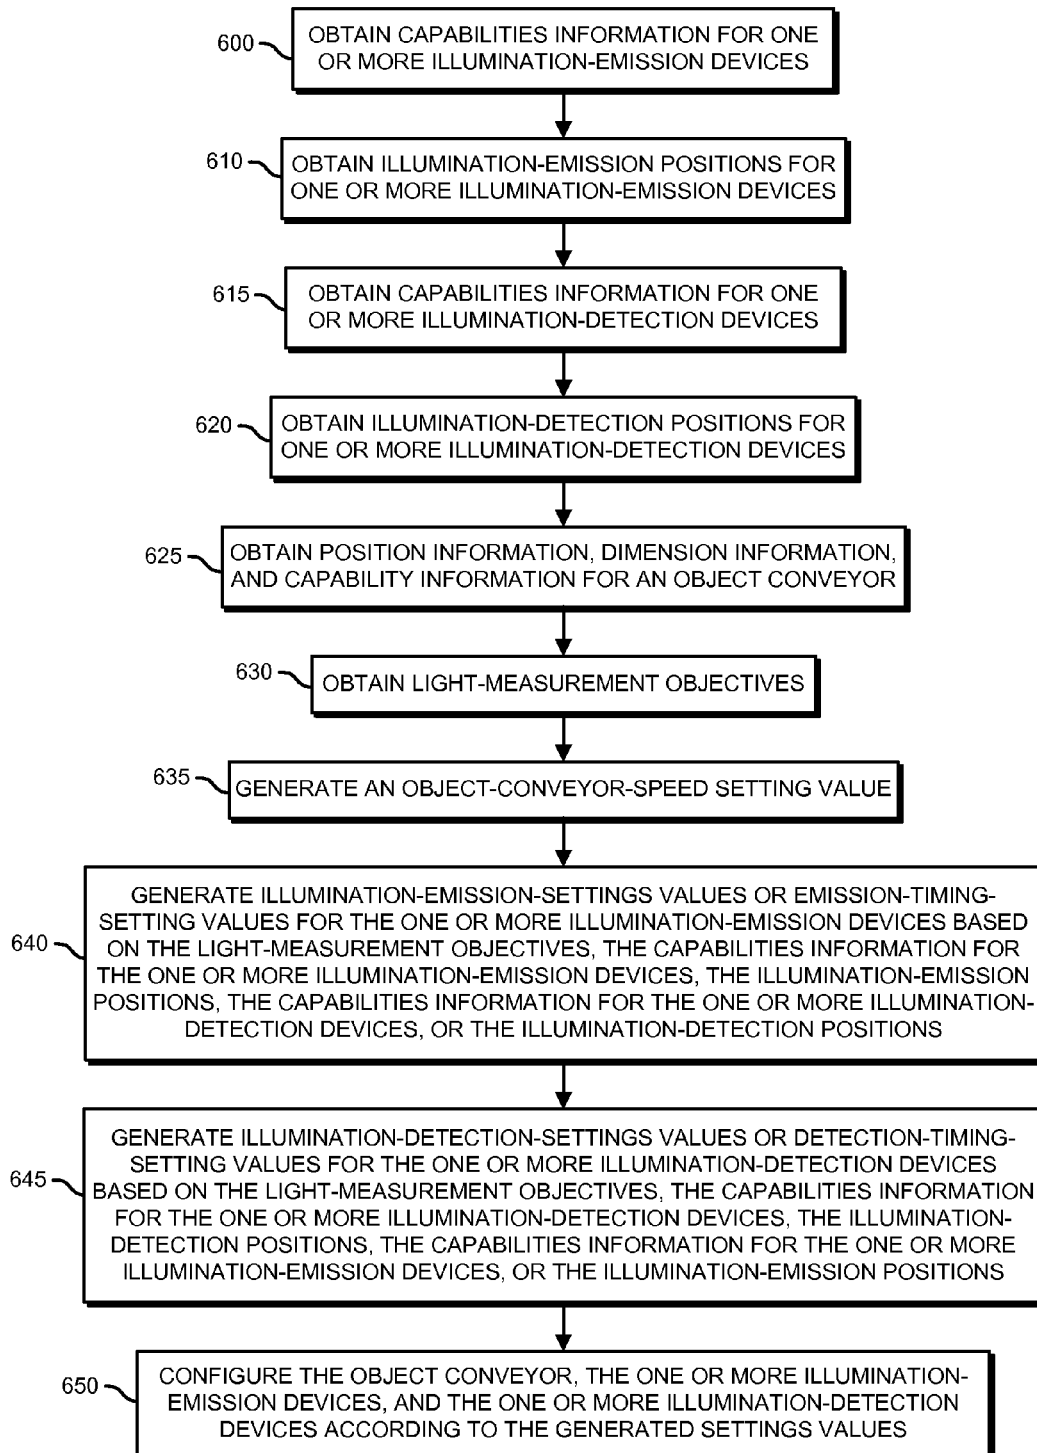 600
OBTAIN CAPABILITIES INFORMATION FOR ONE
OR MORE ILLUMINATION-EMISSION DEVICES
610
OBTAIN ILLUMINATION-EMISSION POSITIONS FOR
ONE OR MORE ILLUMINATION-EMISSION DEVICES
615
OBTAIN CAPABILITIES INFORMATION FOR ONE
OR MORE ILLUMINATION-DETECTION DEVICES
620
OBTAIN ILLUMINATION-DETECTION POSITIONS FOR
ONE OR MORE ILLUMINATION-DETECTION DEVICES
625
OBTAIN POSITION INFORMATION, DIMENSION INFORMATION,
AND CAPABILITY INFORMATION FOR AN OBJECT CONVEYOR
630
OBTAIN LIGHT-MEASUREMENT OBJECTIVES
635
GENERATE AN OBJECT-CONVEYOR-SPEED SETTING VALUE
640
GENERATE ILLUMINATION-EMISSION-SETTINGS VALUES OR EMISSION-TIMING-
SETTING VALUES FOR THE ONE OR MORE ILLUMINATION-EMISSION DEVICES BASED
ON THE LIGHT-MEASUREMENT OBJECTIVES, THE CAPABILITIES INFORMATION FOR
THE ONE OR MORE ILLUMINATION-EMISSION DEVICES, THE ILLUMINATION-EMISSION
POSITIONS, THE CAPABILITIES INFORMATION FOR THE ONE OR MORE ILLUMINATION-
DETECTION DEVICES, OR THE ILLUMINATION-DETECTION POSITIONS
645
GENERATE ILLUMINATION-DETECTION-SETTINGS VALUES OR DETECTION-TIMING-
SETTING VALUES FOR THE ONE OR MORE ILLUMINATION-DETECTION DEVICES
BASED ON THE LIGHT-MEASUREMENT OBJECTIVES, THE CAPABILITIES INFORMATION
FOR THE ONE OR MORE ILLUMINATION-DETECTION DEVICES, THE ILLUMINATION-
DETECTION POSITIONS, THE CAPABILITIES INFORMATION FOR THE ONE OR MORE
ILLUMINATION-EMISSION DEVICES, OR THE ILLUMINATION-EMISSION POSITIONS
650
CONFIGURE THE OBJECT CONVEYOR, THE ONE OR MORE ILLUMINATION-
EMISSION DEVICES, AND THE ONE OR MORE ILLUMINATION-DETECTION
DEVICES ACCORDING TO THE GENERATED SETTINGS VALUES